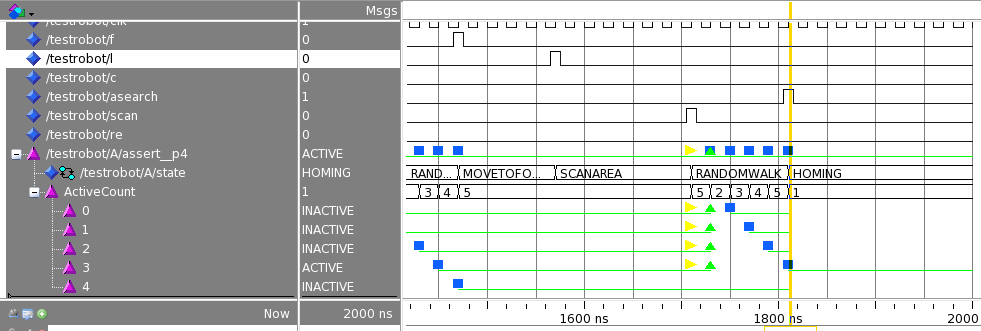 Msgs
/testrobot/clk 1
/testrobot/f 0
/testrobot/l 0
/testrobot/c 0
/testrobot/asearch 1
/testrobot/scan 0
/testrobot/re 0
/testrobot/A/assert__p4 ACTIVE
/testrobot/A/state HOMING RAND... MOVETOFO... SCANAREA RANDOMWALK HOMING
ActiveCount 1 3 4 5 5 2 3 4 5 1
0 INACTIVE
1 INACTIVE
2 INACTIVE
3 ACTIVE
4 INACTIVE
Now 2000 ns 1600 ns 1800 ns 2000